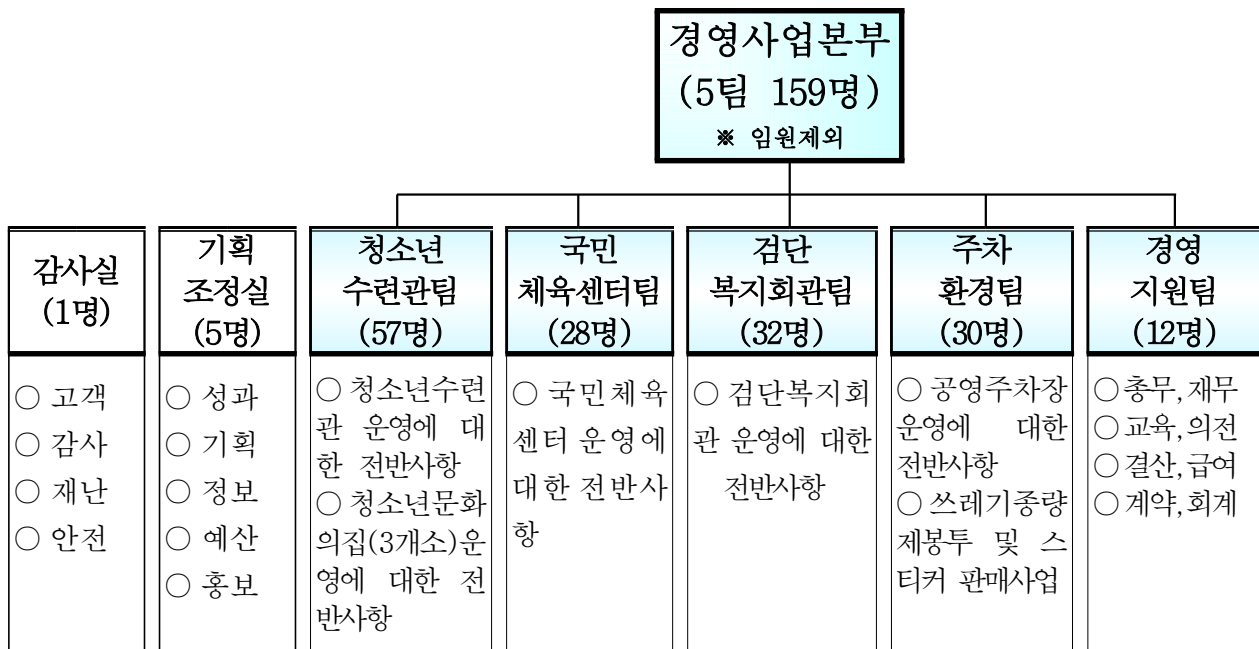 경영사업본부
(5팀 159명)
※ 임원제외
감사실
(1명)
○ 고객
○ 감사
○ 재난
○ 안전
기획
조정실
(5명)
○ 성과
○ 기획
○ 정보
○ 예산
○ 홍보
청소년
수련관팀
(57명)
○ 청소년수련
관 운영에 대
한 전반사항
○ 청소년문화
의집(3개소)운
영에 대한 전
반사항
국민
체육센터팀
(28명)
○ 국민체육
센터 운영에
대한 전반사
항
검단
복지회관팀
(32명)
○ 검단복지회
관 운영에 대한
전반사항
주차
환경팀
(30명)
○ 공영주차장
운영에 대한
전반사항
○ 쓰레기종량
제봉투 및 스
티커 판매사업
경영
지원팀
(12명)
○총무,재무
○교육,의전
○결산,급여
○계약,회계